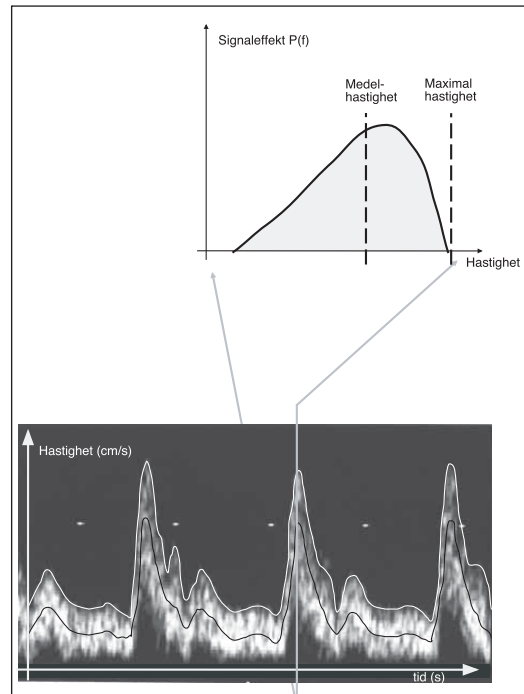 Signaleffekt P(f)
Medel-
hastighet
Maximal
hastighet
Hastighet
Hastighet (cm/s)
tid (s)